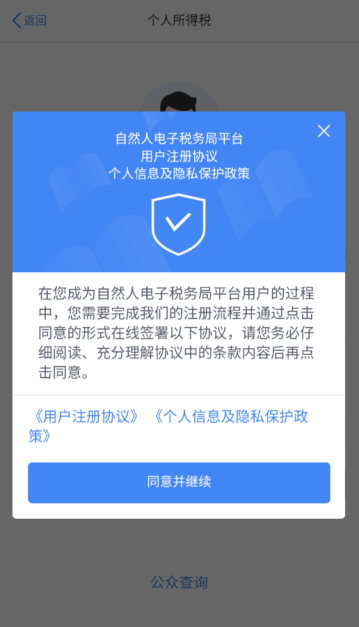 返回
个人所得税
自然人电子税务局平台
用户注册协议
个人信息及隐私保护政策
在您成为自然人电子税务局平台用户的过程
中，您需要完成我们的注册流程并通过点击
同意的形式在线签署以下协议，请您务必仔
细阅读、充分理解协议中的条款内容后再点
击同意。
《用户注册协议》 《个人信息及隐私保护政
策》
同意并继续
公众查询